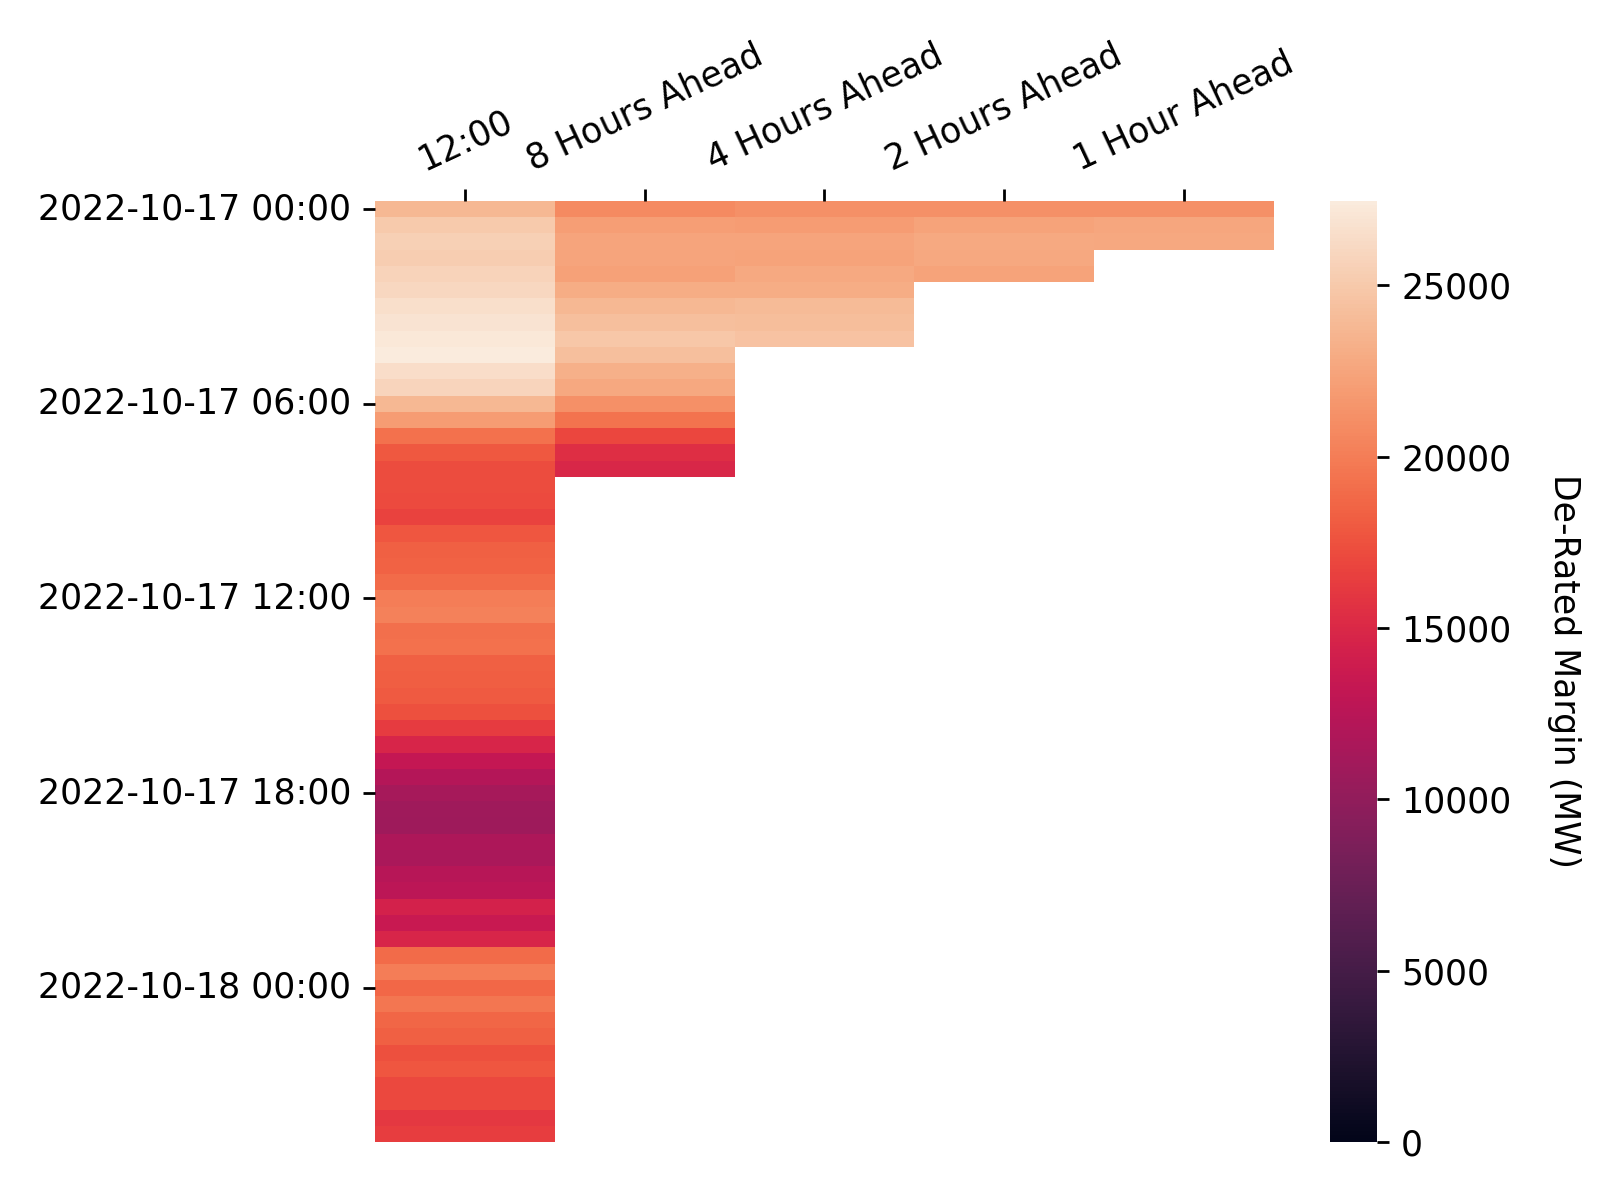 12:00
8 Hours Ahead
4 Hours Ahead
2 Hours Ahead
1 Hour Ahead
2022-10-17 00:00
2022-10-17 06:00
2022-10-17 12:00
2022-10-17 18:00
2022-10-18 00:00
25000
20000
15000
10000
5000
0
De-Rated Margin (MW)